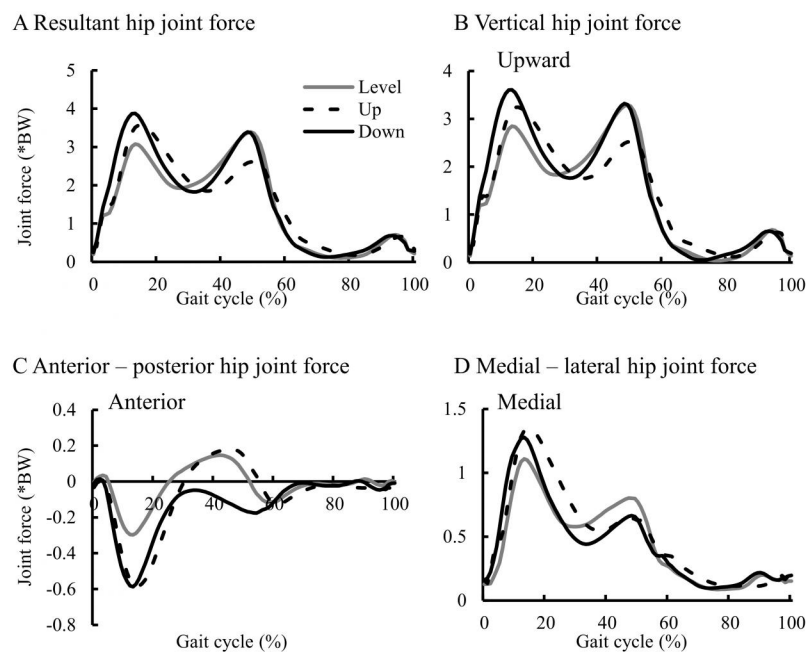 A Resultant hip joint force
B Vertical hip joint force
Upward
5
4
3
2
1
0
Joint force (*BW)
Level
Up
Down
0 20 40 60 80 100
Gait cycle (%)
4
3
2
1
0
0 20 40 60 80 100
Gait cycle (%)
C Anterior – posterior hip joint force
D Medial – lateral hip joint force
Anterior
0.4
0.2
0
-0.2
-0.4
-0.6
-0.8
Joint force (*BW)
0 20 40 60 80 100
Gait cycle (%)
Medial
1.5
1
0.5
0
0 20 40 60 80 100
Gait cycle (%)